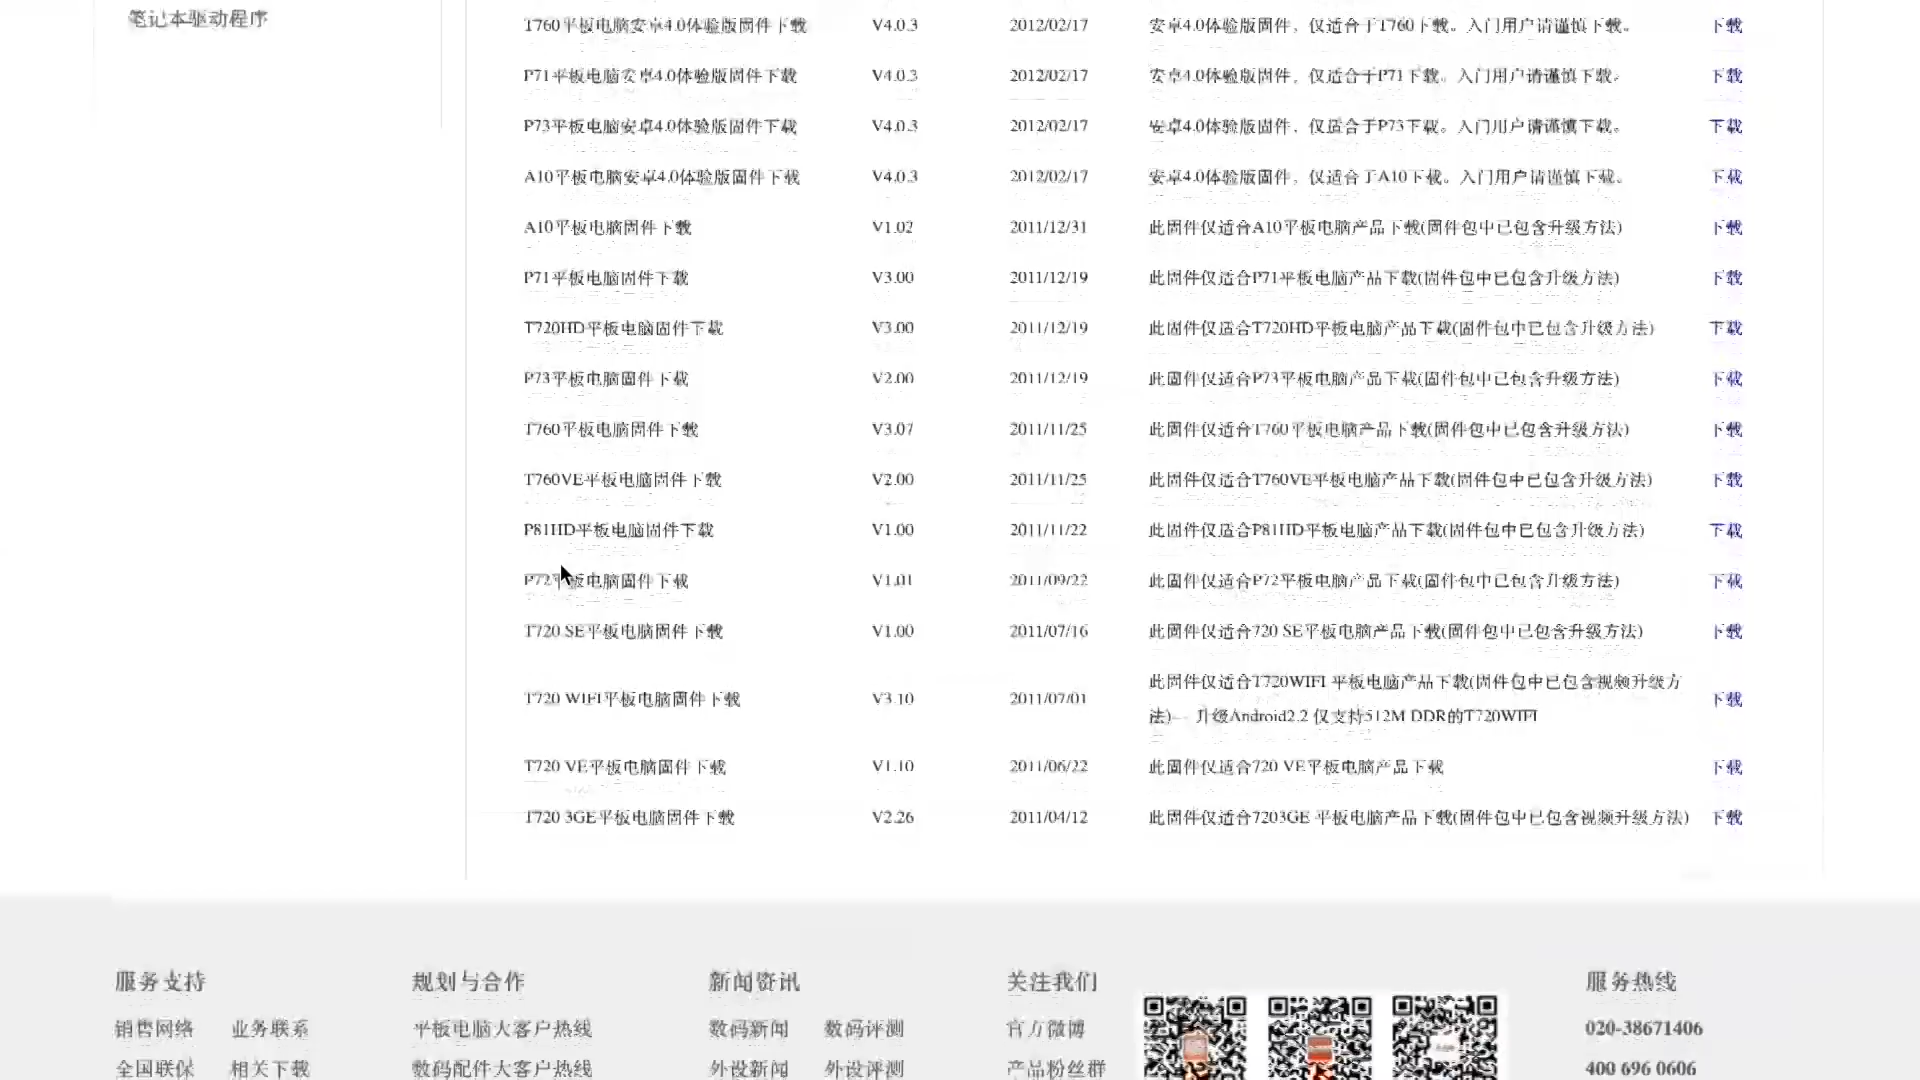 笔记本驱动程序
T760平板电脑安卓4.0体验版固件下载 V4.0.3 2012/02/17 安卓4.0体验版固件，仅适合于T760下载。入门用户请谨慎下载。 下载
P71平板电脑安卓4.0体验版固件下载 V4.0.3 2012/02/17 安卓4.0体验版固件，仅适合于P71下载。入门用户请谨慎下载。 下载
P73平板电脑安卓4.0体验版固件下载 V4.0.3 2012/02/17 安卓4.0体验版固件，仅适合于P73下载。入门用户请谨慎下载。 下载
A10平板电脑安卓4.0体验版固件下载 V4.0.3 2012/02/17 安卓4.0体验版固件，仅适合于A10下载。入门用户请谨慎下载。 下载
A10平板电脑固件下载 V1.02 2011/12/31 此固件仅适合A10平板电脑产品下载(固件包中已包含升级方法) 下载
P71平板电脑固件下载 V3.00 2011/12/19 此固件仅适合P71平板电脑产品下载(固件包中已包含升级方法) 下载
T720HD平板电脑固件下载 V3.00 2011/12/19 此固件仅适合T720HD平板电脑产品下载(固件包中已包含升级方法) 下载
P73平板电脑固件下载 V2.00 2011/12/19 此固件仅适合P73平板电脑产品下载(固件包中已包含升级方法) 下载
T760平板电脑固件下载 V3.07 2011/11/25 此固件仅适合T760平板电脑产品下载(固件包中已包含升级方法) 下载
T760VE平板电脑固件下载 V2.00 2011/11/25 此固件仅适合T760VE平板电脑产品下载(固件包中已包含升级方法) 下载
P81HD平板电脑固件下载 V1.00 2011/11/22 此固件仅适合P81HD平板电脑产品下载(固件包中已包含升级方法) 下载
P72平板电脑固件下载 V1.01 2011/09/22 此固件仅适合P72平板电脑产品下载(固件包中已包含升级方法) 下载
T720 SE平板电脑固件下载 V1.00 2011/07/16 此固件仅适合720 SE平板电脑产品下载(固件包中已包含升级方法) 下载
T720 WIFI平板电脑固件下载 V3.10 2011/07/01 此固件仅适合T720WIFI 平板电脑产品下载(固件包中已包含视频升级方 下载
法)-- 升级Android2.2 仅支持512M DDR的T720WIFI
T720 VE平板电脑固件下载 V1.10 2011/06/22 此固件仅适合720 VE平板电脑产品下载 下载
T720 3GE平板电脑固件下载 V2.26 2011/04/12 此固件仅适合7203GE 平板电脑产品下载(固件包中已包含视频升级方法) 下载
服务支持 规划与合作 新闻资讯 关注我们 服务热线
销售网络 业务联系 平板电脑大客户热线 数码新闻 数码评测 官方微博 020-38671406
全国联保 相关下载 数码配件大客户热线 外设新闻 外设评测 产品粉丝群 400 696 0606